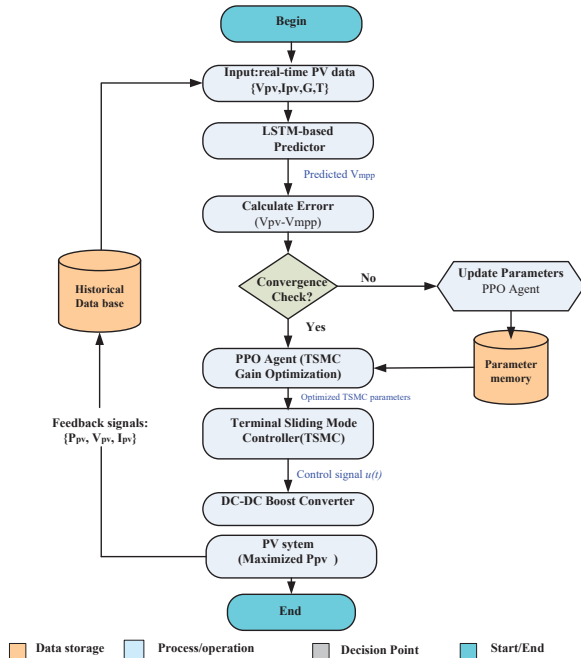 Begin
Input:real-time PV data
{Vpv,Ipv,G,T}
LSTM-based
Predictor
Predicted Vmpp
Calculate Errorr
(Vpv-Vmpp)
Convergence
Check?
No
Update Parameters
PPO Agent
Historical
Data base
Yes
PPO Agent (TSMC
Gain Optimization)
Parameter
memory
Optimized TSMC parameters
Feedback signals:
{Ppv, Vpv, Ipv}
Terminal Sliding Mode
Controller(TSMC)
Control signal u(t)
DC-DC Boost Converter
PV sytem
(Maximized Ppv )
End
Data storage
Process/operation
Decision Point
Start/End